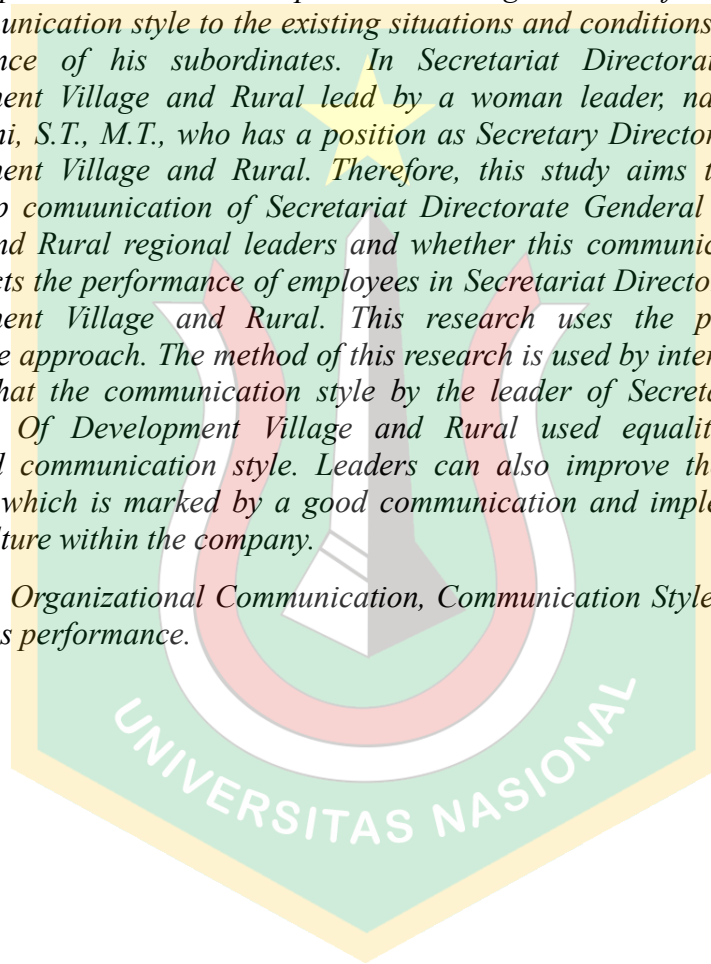 munication style to the existing situations and conditions
nce of his subordinates. In Secretariat Directorat
ment Village and Rural lead by a woman leader, na
ni, S.T., M.T., who has a position as Secretary Director
ment Village and Rural. Therefore, this study aims t
p comuunication of Secretariat Directorate Genderal
nd Rural regional leaders and whether this communic
cts the performance of employees in Secretariat Directo
ment Village and Rural. This research uses the p
e approach. The method of this research is used by inter
hat the communication style by the leader of Secreta
Of Development Village and Rural used equalit
l communication style. Leaders can also improve th
which is marked by a good communication and imple
lture within the company.
Organizational Communication, Communication Style
s performance.
UNIVERSITAS NASIONAL